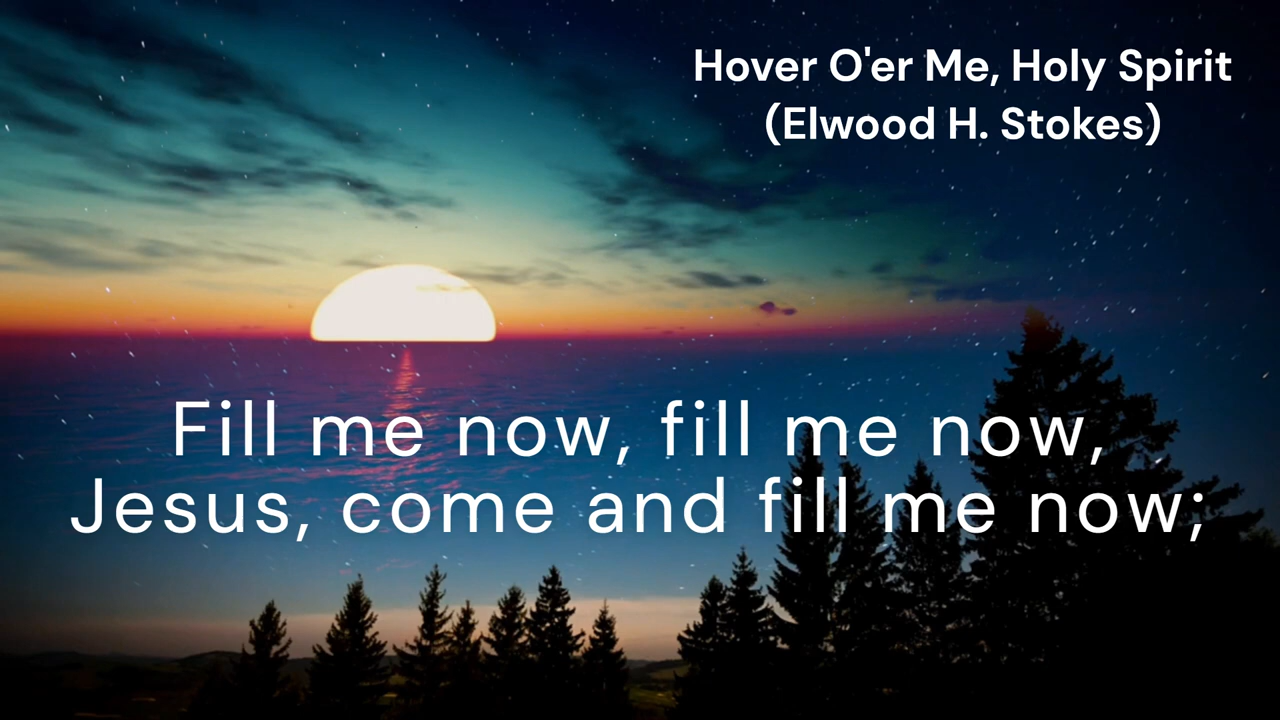 Hover O'er Me, Holy Spirit
(Elwood H. Stokes)
Fill me now, fill me now,
Jesus, come and fill me now;